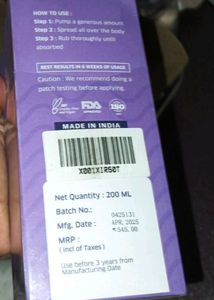 HOW TO USE :
Step 1: Pump a generous amount
Step 2 : Spread all over the body
Step 3 : Rub thoroughly until
absorbed
BEST RESULTS IN 6 WEEKS OF USAGE
Caution : We recommend doing a
patch testing before applying.
FDA
ISO
MADE IN INDIA
X001X1R50T
Net Quantity : 200 ML
Batch No.: 0425131
Mfg. Date : APR, 2025
MRP : ₹545.00
(Incl of Taxes)
Use before 3 years from
Manufacturing Date